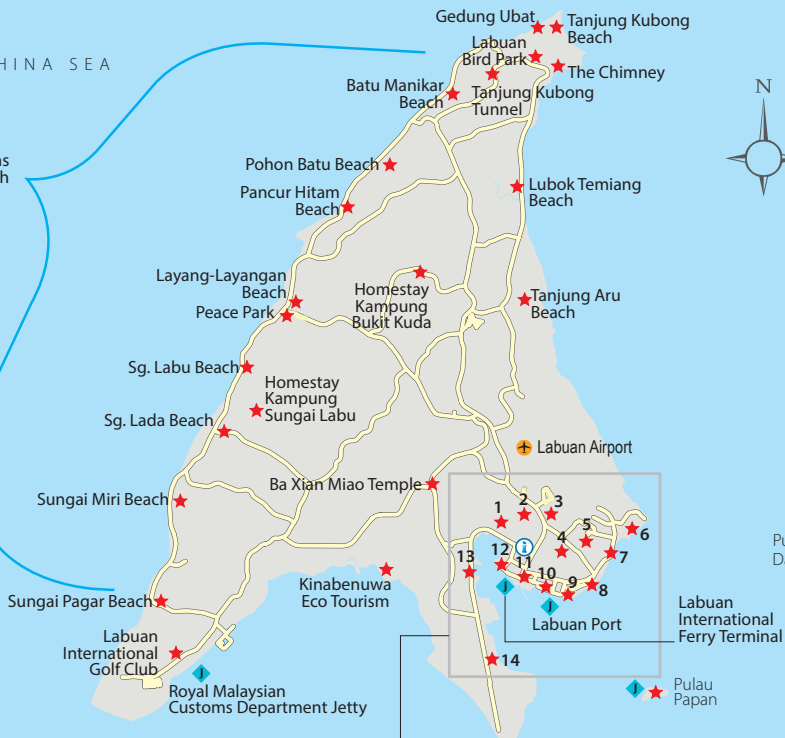 Gedung Ubat
Tanjung Kubong
Beach
Labuan
Bird Park
The Chimney
HINA SEA
Batu Manikar
Beach
Tanjung Kubong
Tunnel
N
as
h
Pohon Batu Beach
Lubok Temiang
Beach
Pancur Hitam
Beach
Layang-Layangan
Beach
Peace Park
Homestay
Kampung
Bukit Kuda
Tanjung Aru
Beach
Sg. Labu Beach
Homestay
Kampung
Sungai Labu
Sg. Lada Beach
Labuan Airport
Ba Xian Miao Temple
Sungai Miri Beach
1
2
3
4
5
6
7
8
9
10
11
12
13
14
i
Pu
Da
Kinabenuwa
Eco Tourism
Sungai Pagar Beach
Labuan Port
J
J
Labuan
International
Ferry Terminal
Labuan
International
Golf Club
J
Royal Malaysian
Customs Department Jetty
J
Pulau
Papan